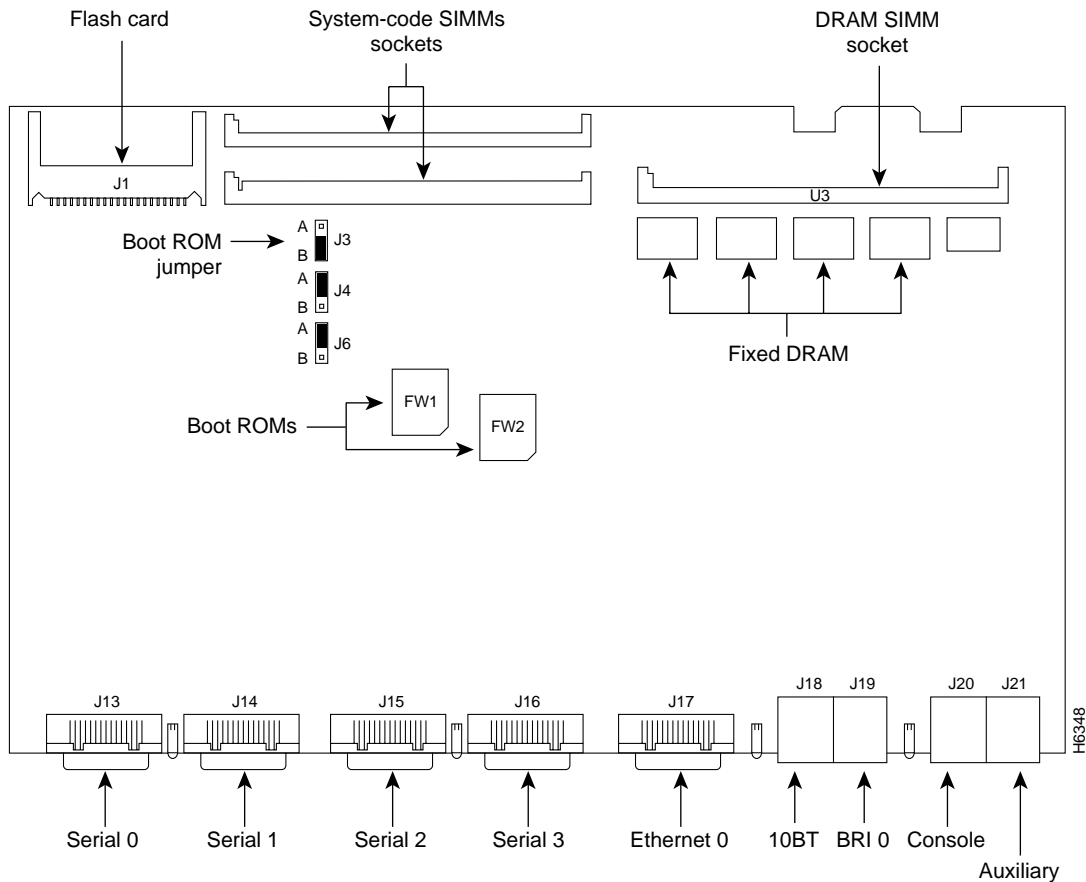 Flash card
System-code SIMMs
sockets
DRAM SIMM
socket
J1
U3
A
B
J3
Boot ROM
jumper
A
B
J4
A
B
J6
Fixed DRAM
Boot ROMs
FW1
FW2
J13
J14
J15
J16
J17
J18
J19
J20
J21
H6348
Serial 0
Serial 1
Serial 2
Serial 3
Ethernet 0
10BT
BRI 0
Console
Auxiliary